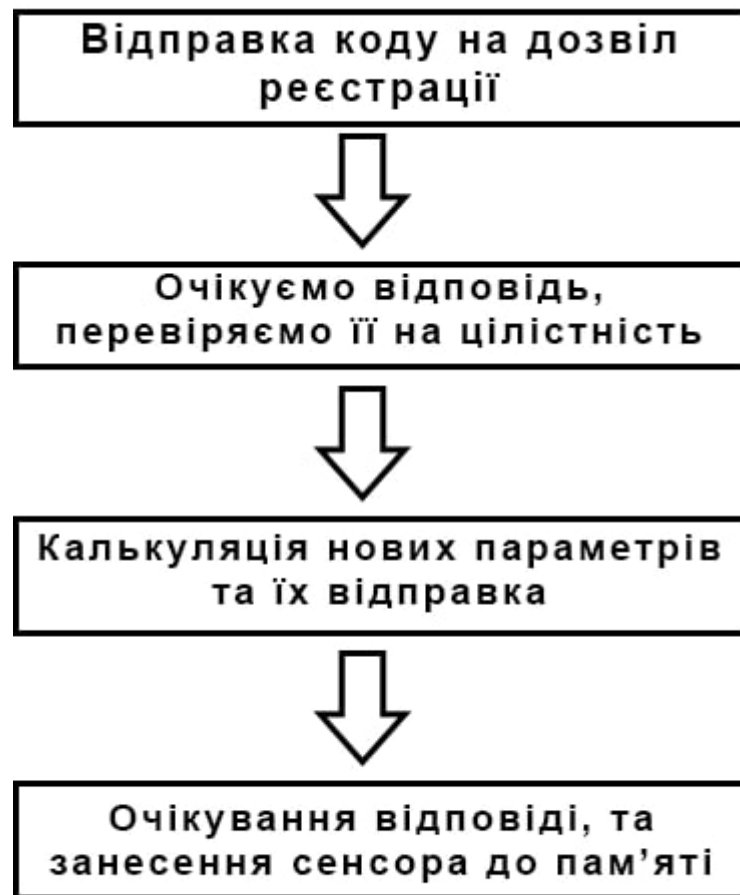 Відправка коду на дозвіл
реєстрації
Очікуємо відповідь,
перевіряємо її на цілістність
Калькуляція нових параметрів
та їх відправка
Очікування відповіді, та
занесення сенсора до пам’яті